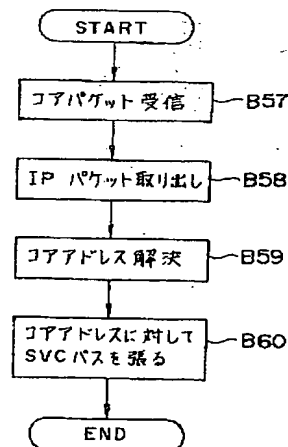 START
コアパケット受信
B57
IP パケット取り出し
B58
コアアドレス解決
B59
コアアドレスに対して
SVCパスを張る
B60
END